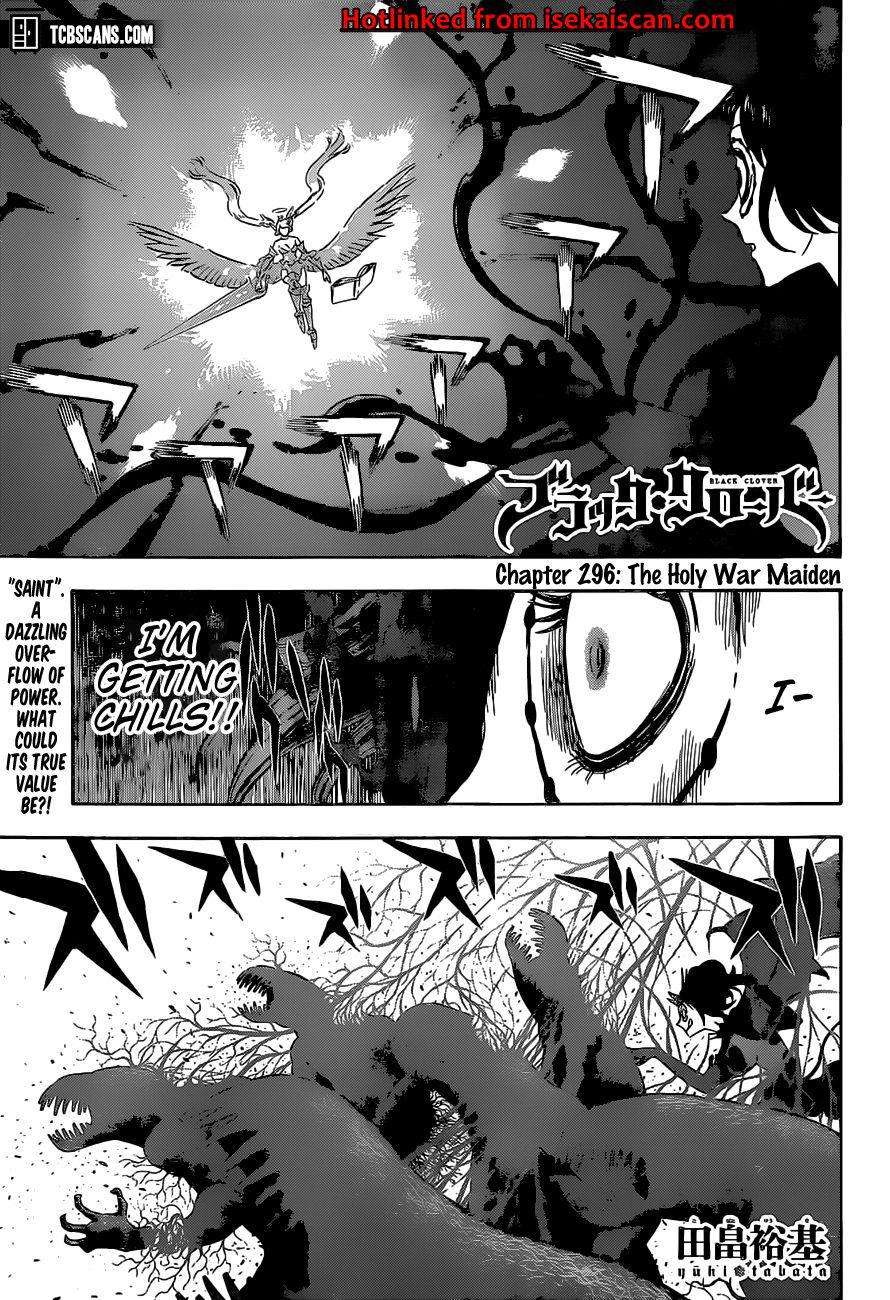 Hotlinked from isekaiscan.com
TCBSCANS.COM
BLACK CLOVER
ブラッククローバー
Chapter 296: The Holy War Maiden
"SAINT".
A
DAZZLING
OVER-
FLOW OF
POWER.
WHAT
COULD
ITS TRUE
VALUE
BE?!
I-
I'M
GETTING
CHILLS!!
田畠裕基
yūki tabata